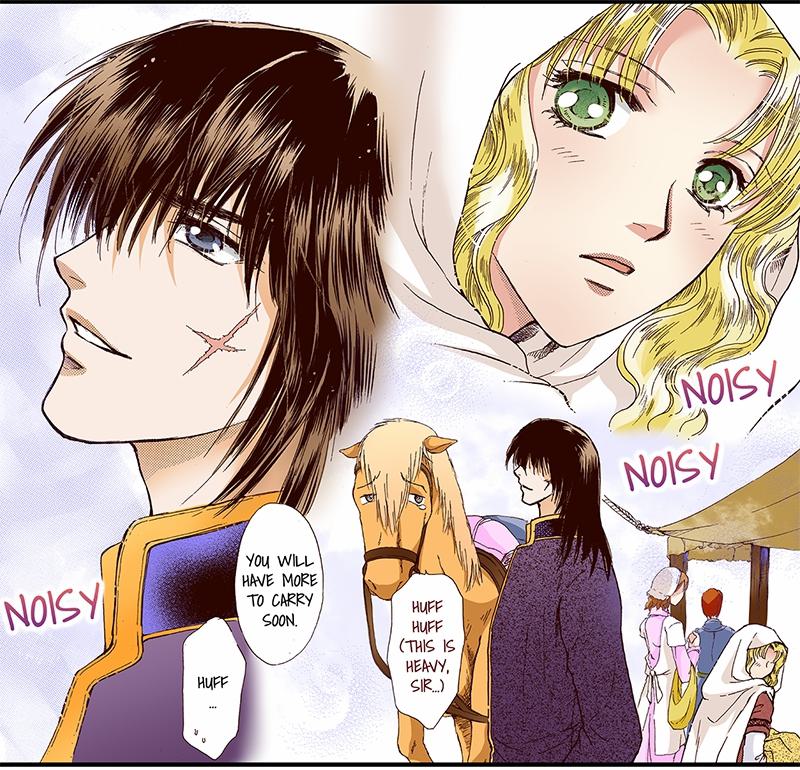 NOISY
NOISY
YOU WILL
HAVE MORE
TO CARRY
SOON.
HUFF
HUFF
(THIS IS
HEAVY,
SIR...)
NOISY
HUFF
...